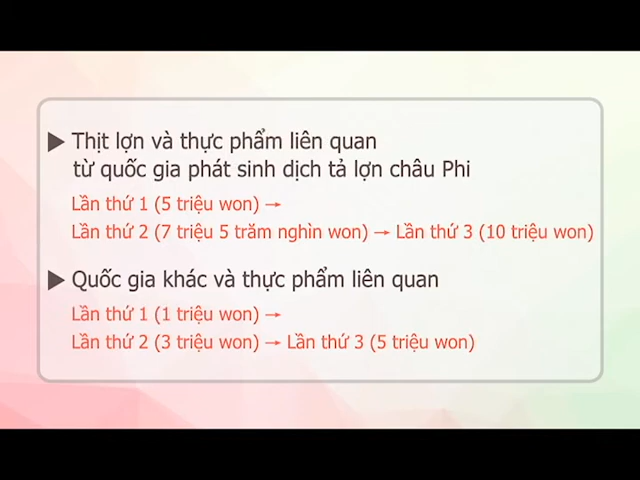 ▶ Thịt lợn và thực phẩm liên quan
từ quốc gia phát sinh dịch tả lợn châu Phi
Lần thứ 1 (5 triệu won) →
Lần thứ 2 (7 triệu 5 trăm nghìn won) → Lần thứ 3 (10 triệu won)
▶ Quốc gia khác và thực phẩm liên quan
Lần thứ 1 (1 triệu won) →
Lần thứ 2 (3 triệu won) → Lần thứ 3 (5 triệu won)